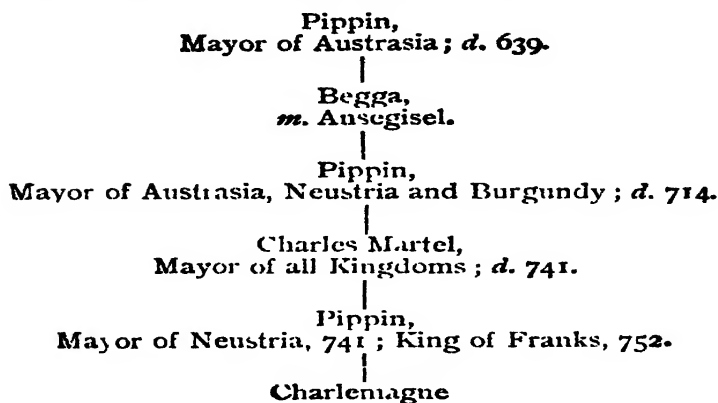 Pippin,
Mayor of Austrasia; d. 639.
Begga,
m. Ansegisel.
Pippin,
Mayor of Austrasia, Neustria and Burgundy; d. 714.
Charles Martel,
Mayor of all Kingdoms; d. 741.
Pippin,
Mayor of Neustria, 741; King of Franks, 752.
Charlemagne